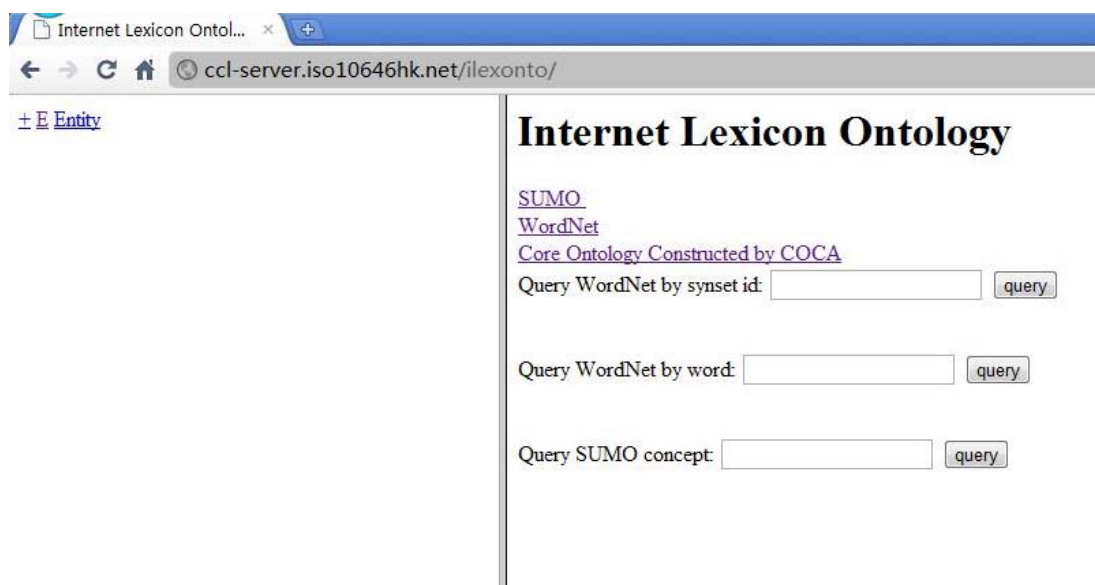 Internet Lexicon Ontol...
ccl-server.iso10646hk.net/ilexonto/
+ E Entity
Internet Lexicon Ontology
SUMO
WordNet
Core Ontology Constructed by COCA
Query WordNet by synset id: query
Query WordNet by word: query
Query SUMO concept: query